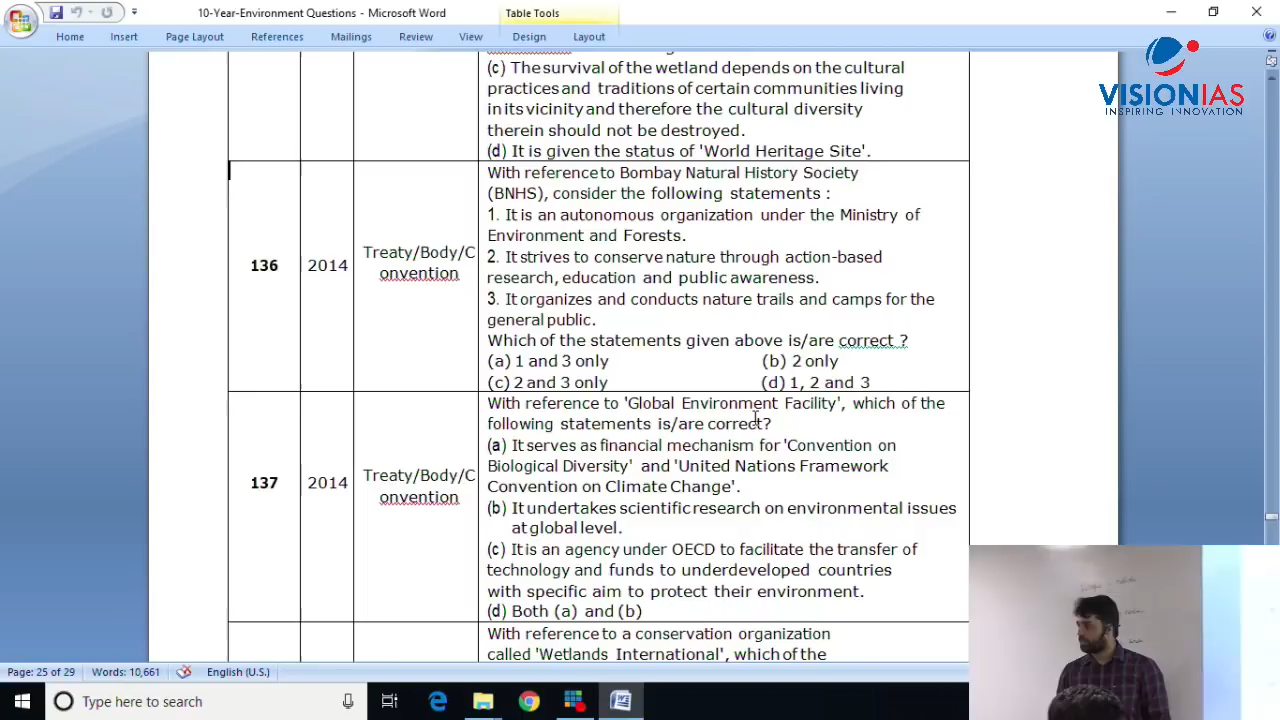 10-Year-Environment Questions - Microsoft Word
Table Tools
Home Insert Page Layout References Mailings Review View Design Layout
VISIONIAS
INSPIRING INNOVATION
(c) The survival of the wetland depends on the cultural
practices and traditions of certain communities living
in its vicinity and therefore the cultural diversity
therein should not be destroyed.
(d) It is given the status of 'World Heritage Site'.
136
2014
Treaty/Body/C
onvention
With reference to Bombay Natural History Society
(BNHS), consider the following statements :
1. It is an autonomous organization under the Ministry of
Environment and Forests.
2. It strives to conserve nature through action-based
research, education and public awareness.
3. It organizes and conducts nature trails and camps for the
general public.
Which of the statements given above is/are correct ?
(a) 1 and 3 only (b) 2 only
(c) 2 and 3 only (d) 1, 2 and 3
137
2014
Treaty/Body/C
onvention
With reference to 'Global Environment Facility', which of the
following statements is/are correct?
(a) It serves as financial mechanism for 'Convention on
Biological Diversity' and 'United Nations Framework
Convention on Climate Change'.
(b) It undertakes scientific research on environmental issues
at global level.
(c) It is an agency under OECD to facilitate the transfer of
technology and funds to underdeveloped countries
with specific aim to protect their environment.
(d) Both (a) and (b)
With reference to a conservation organization
called 'Wetlands International', which of the
Page: 25 of 29 Words: 10,661 English (U.S.)
Type here to search